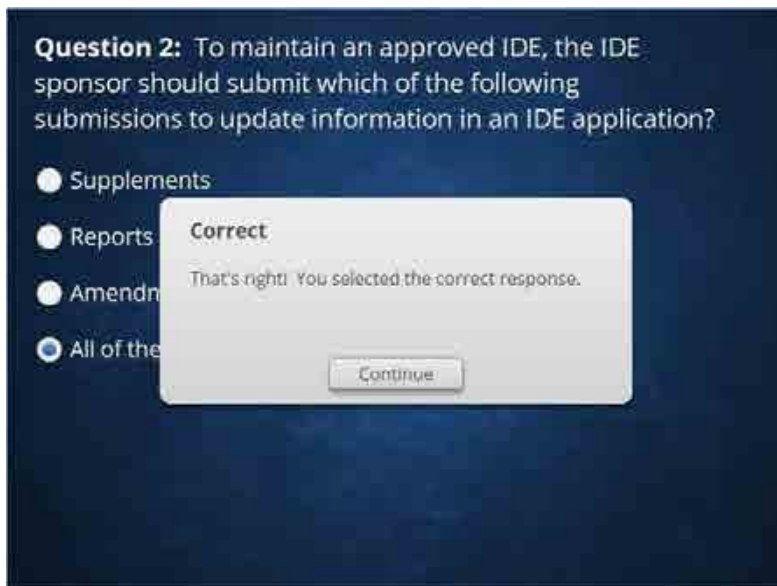 Question 2: To maintain an approved IDE, the IDE
sponsor should submit which of the following
submissions to update information in an IDE application?
Supplements
Reports
Correct
That's right! You selected the correct response.
Amendm
All of the
Continue